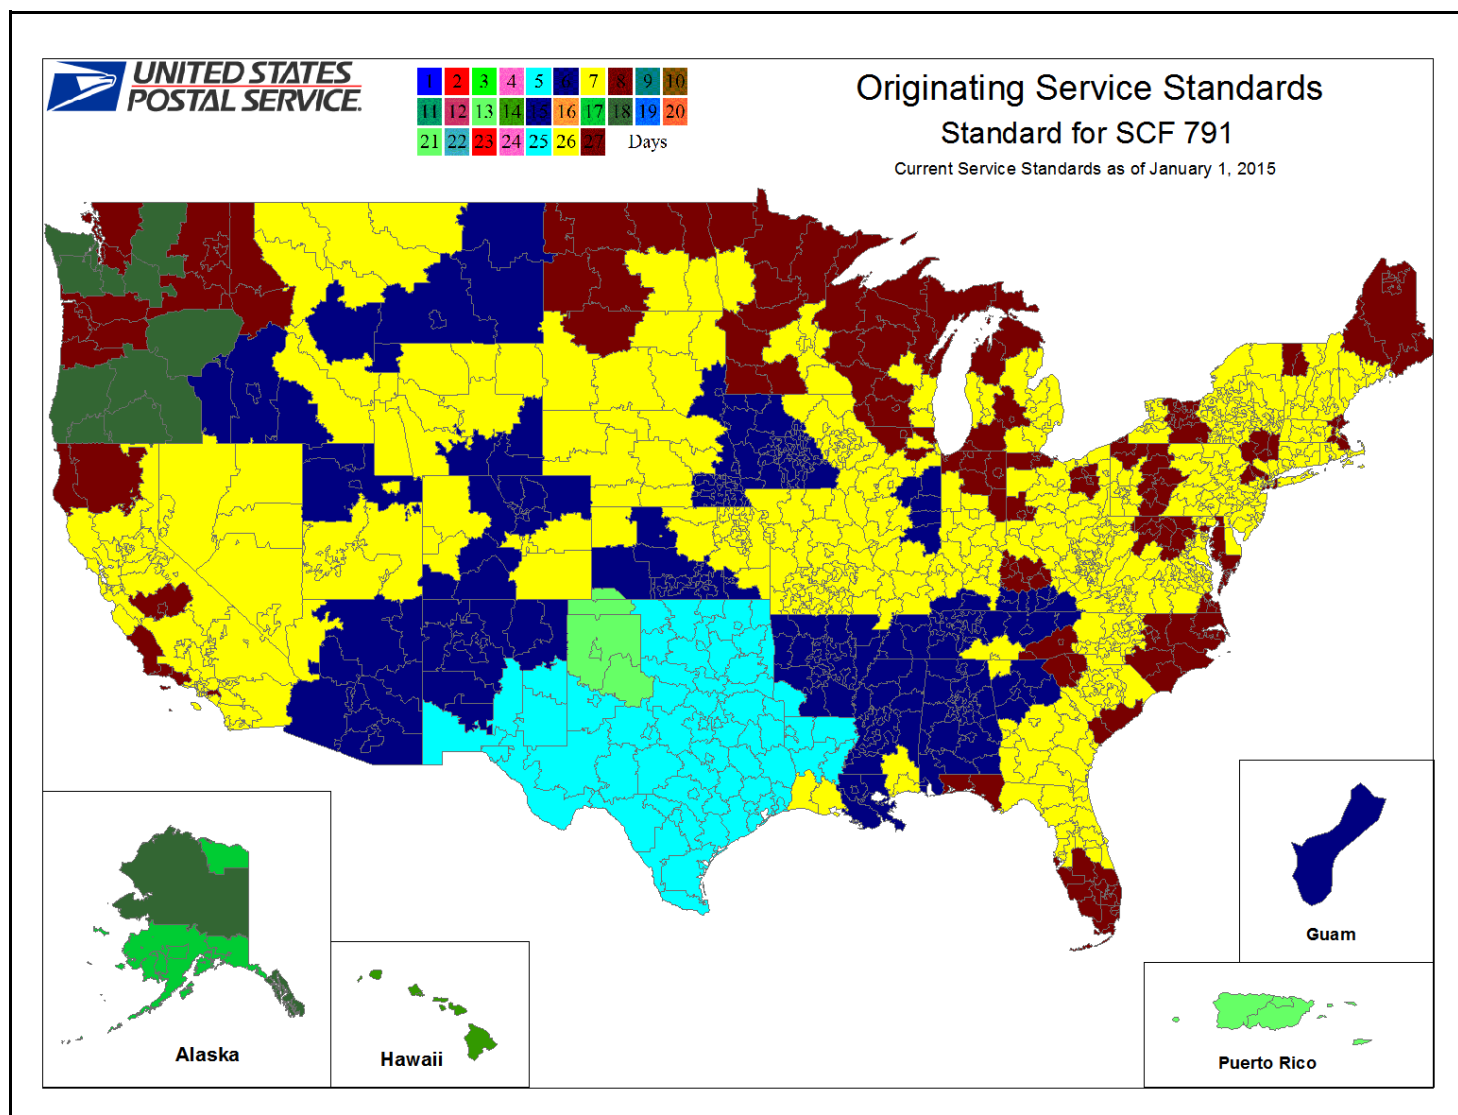 UNITED STATES
POSTAL SERVICE.
1 2 3 4 5 6 7 8 9 10
11 12 13 14 15 16 17 18 19 20
21 22 23 24 25 26 27 Days
Originating Service Standards
Standard for SCF 791
Current Service Standards as of January 1, 2015
Guam
Alaska
Hawaii
Puerto Rico